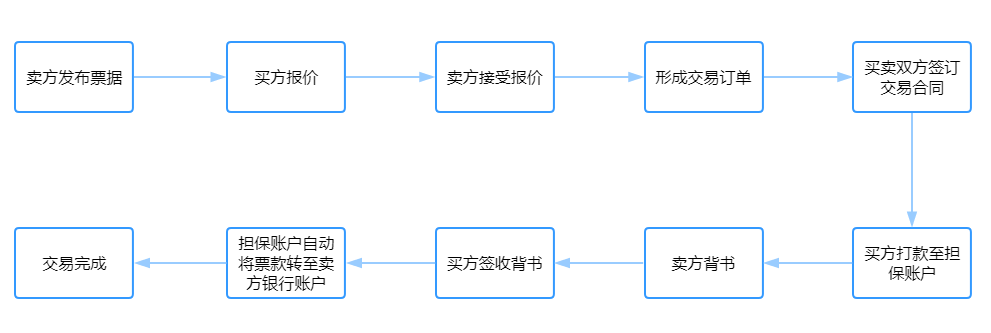 卖方发布票据
买方报价
卖方接受报价
形成交易订单
买卖双方签订
交易合同
买方打款至担
保账户
卖方背书
买方签收背书
担保账户自动
将票款转至卖
方银行账户
交易完成